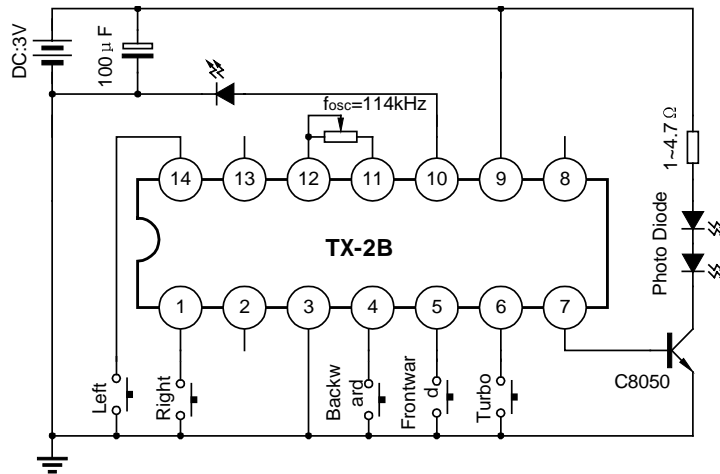 DC:3V
100 μ F
fosc=114kHz
1~4.7 Ω
14
13
12
11
10
9
8
TX-2B
Photo Diode
1
2
3
4
5
6
7
Left
Right
Backw
ard
Frontwar
d
Turbo
C8050